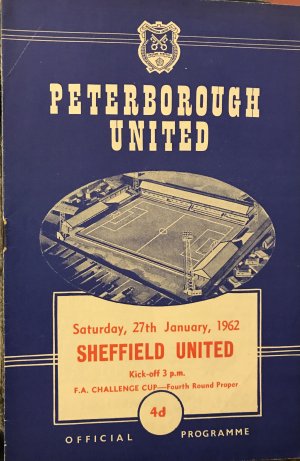 PETERBOROUGH
UNITED
Saturday, 27th January, 1962
SHEFFIELD UNITED
Kick-off 3 p.m.
F.A. CHALLENGE CUP—Fourth Round Proper
4d
OFFICIAL PROGRAMME